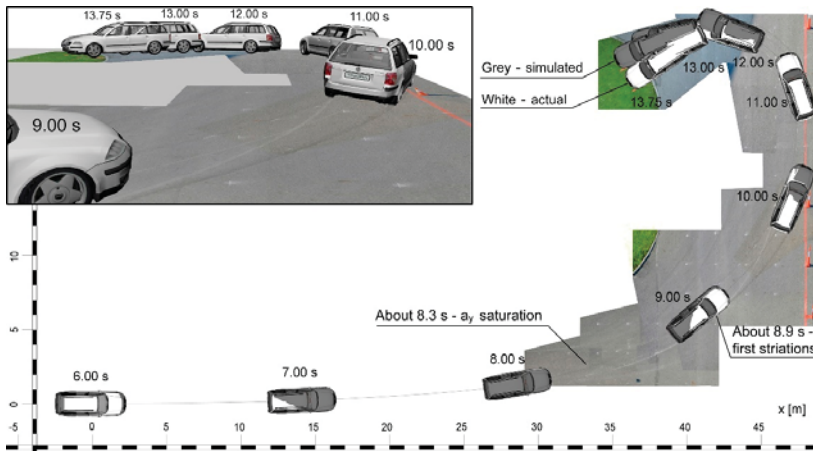 13.75 s
13.00 s
12.00 s
11.00 s
10.00 s
9.00 s
Grey - simulated
White - actual
13.75 s
13.00 s
12.00 s
11.00 s
10.00 s
9.00 s
About 8.3 s - ay saturation
About 8.9 s -
first striations
8.00 s
7.00 s
6.00 s
10
5
0
x [m]
-5
0
5
10
15
20
25
30
35
40
45